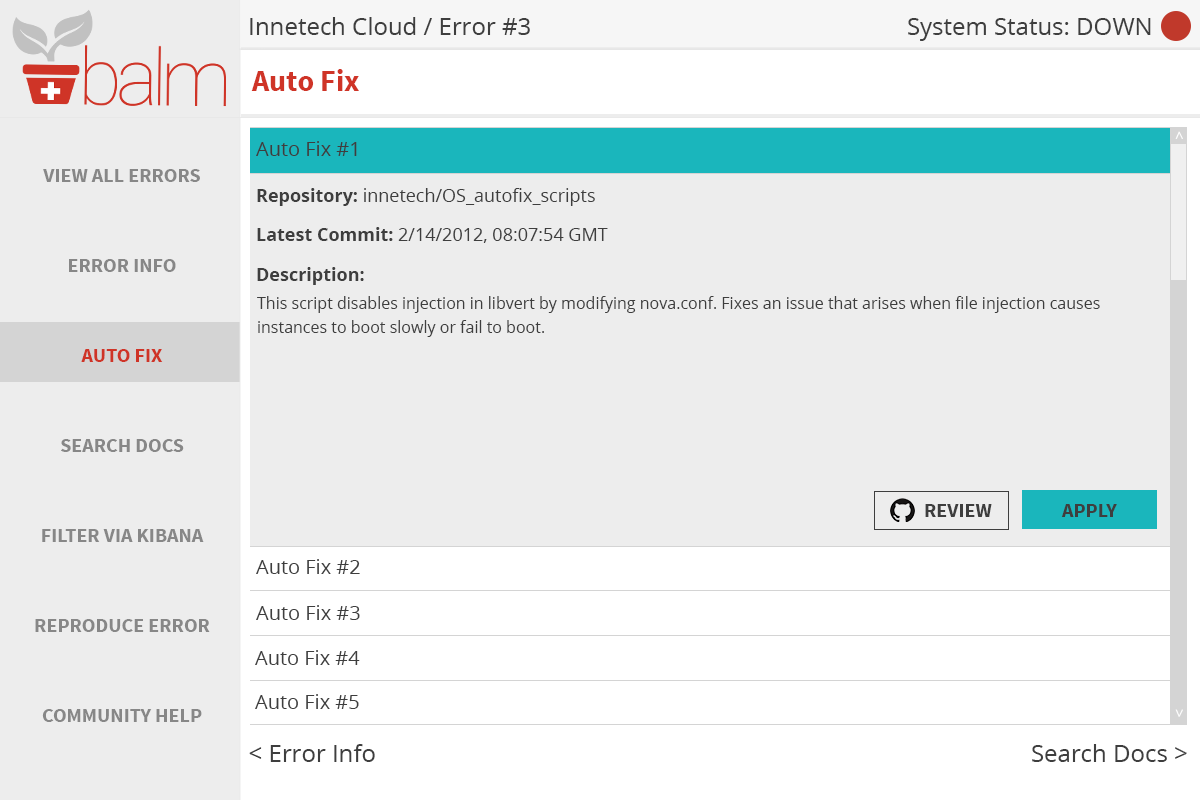 balm
Innetech Cloud / Error #3
System Status: DOWN
Auto Fix
VIEW ALL ERRORS
ERROR INFO
AUTO FIX
SEARCH DOCS
FILTER VIA KIBANA
REPRODUCE ERROR
COMMUNITY HELP
Auto Fix #1
Repository: innetech/OS_autofix_scripts
Latest Commit: 2/14/2012, 08:07:54 GMT
Description:
This script disables injection in libvert by modifying nova.conf. Fixes an issue that arises when file injection causes
instances to boot slowly or fail to boot.
REVIEW
APPLY
Auto Fix #2
Auto Fix #3
Auto Fix #4
Auto Fix #5
< Error Info
Search Docs >